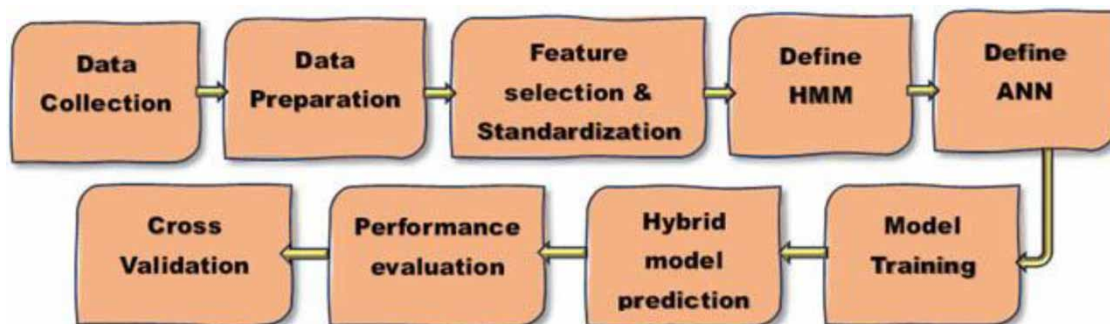 Data
Collection
Data
Preparation
Feature
selection &
Standardization
Define
HMM
Define
ANN
Model
Training
Hybrid
model
prediction
Performance
evaluation
Cross
Validation